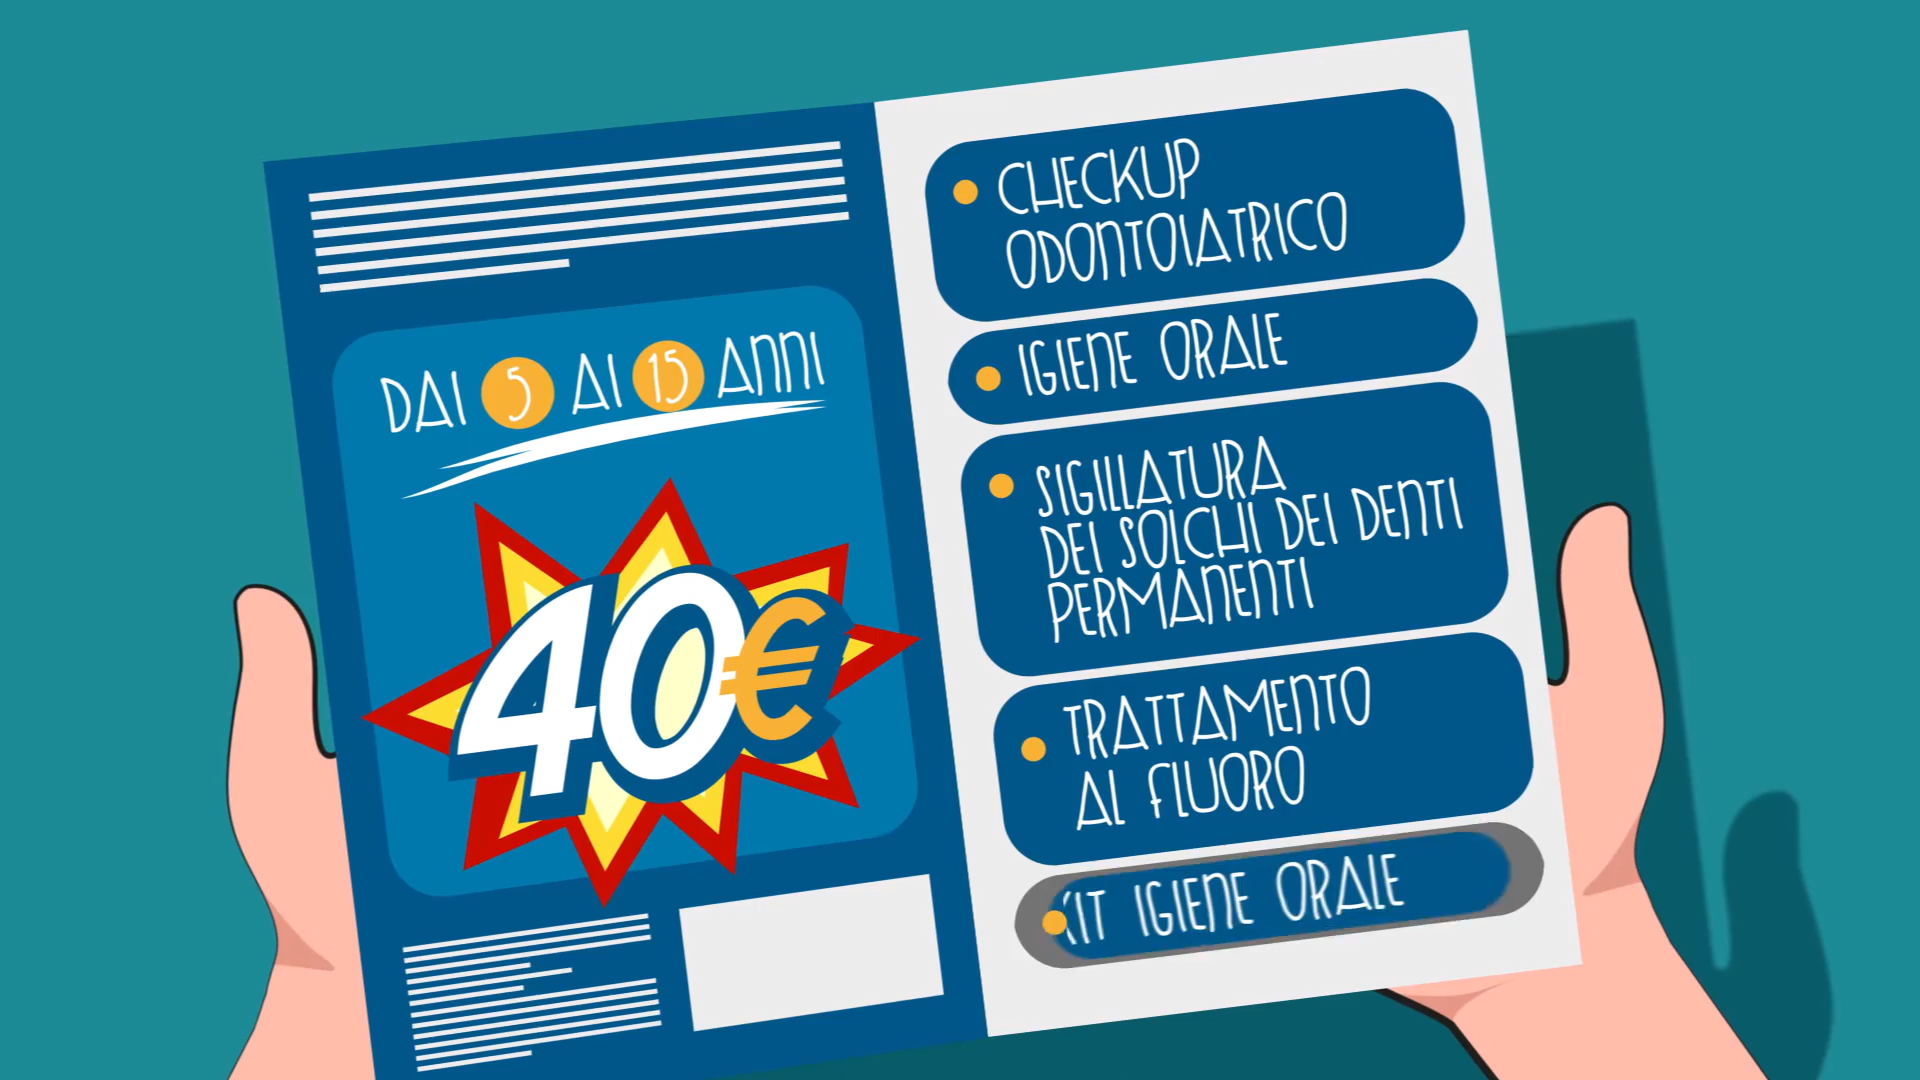 DAI 5 AI 15 ANNI
40€
CHECKUP
ODONTOIATRICO
IGIENE ORALE
SIGILLATURA
DEI SOLCHI DEI DENTI
PERMANENTI
TRATTAMENTO
AL FLUORO
KIT IGIENE ORALE